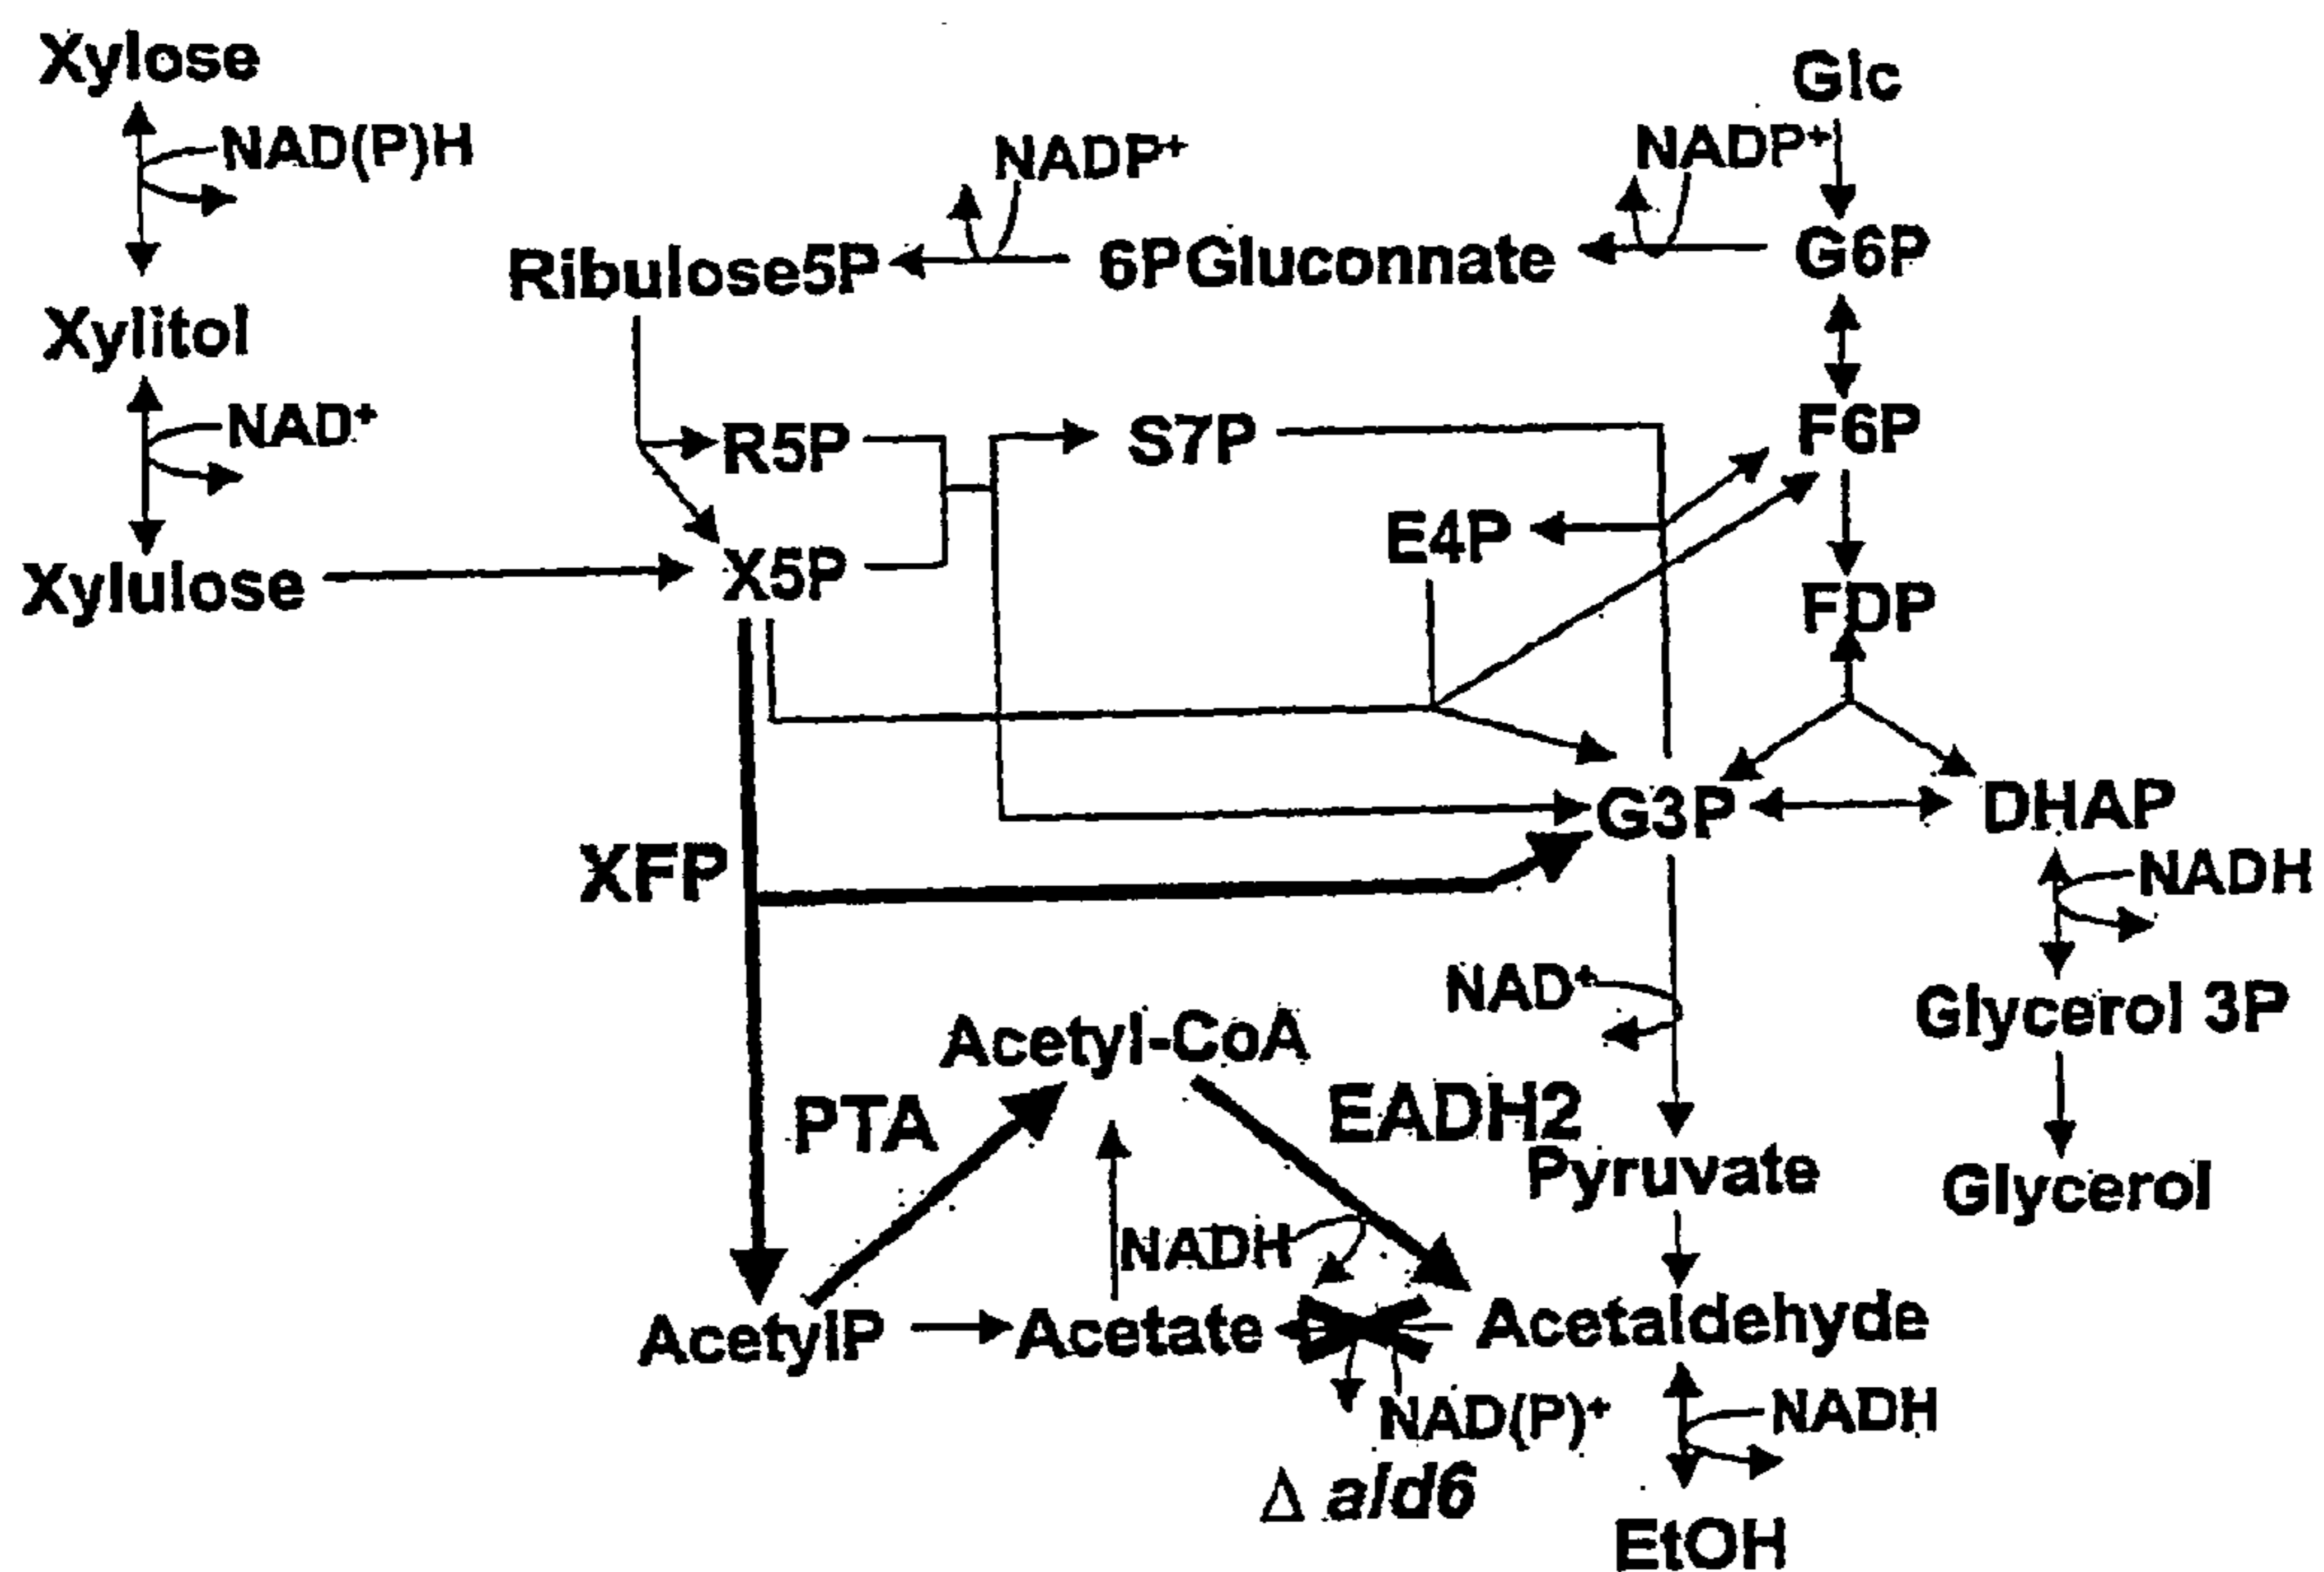 Xylose
Glc
NAD(P)H
NADP+
NADP+
Ribulose5P
6PGluconnate
G6P
Xylitol
NAD+
R5P
S7P
F6P
E4P
Xylulose
X5P
FDP
G3P
DHAP
XFP
NADH
NAD+
Glycerol 3P
Acetyl-CoA
PTA
EADH2
Pyruvate
Glycerol
NADH
AcetylP
Acetate
Acetaldehyde
NAD(P)+
NADH
Δ ald6
EtOH